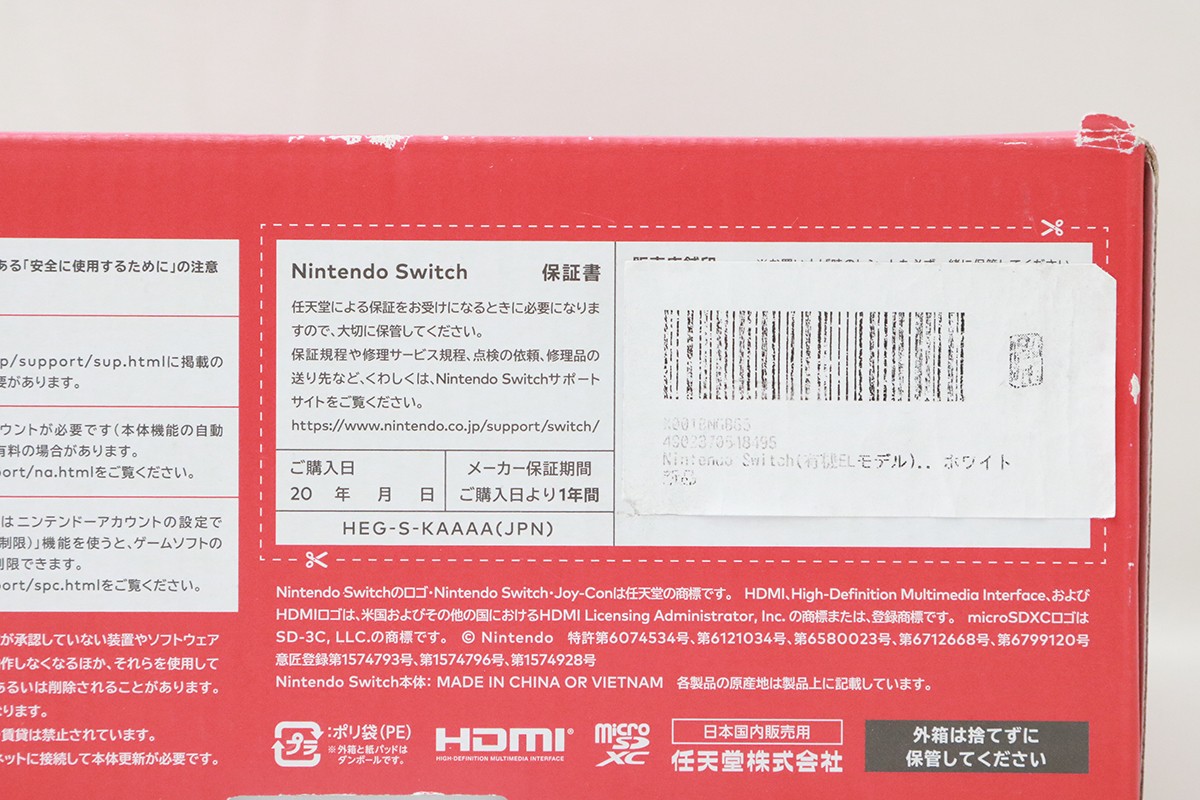 ある「安全に使用するために」の注意
p/support/sup.htmlに掲載の
要があります。
ウントが必要です(本体機能の自動
有料の場合があります。
ort/na.htmlをご覧ください。
はニンテンドーアカウントの設定で
制限)」機能を使うと、ゲームソフトの
限できます。
ort/spc.htmlをご覧ください。
が承認していない装置やソフトウェア
作しなくなるほか、それらを使用して
あるいは削除されることがあります。
ります。
賃貸は禁止されています。
ネットに接続して本体更新が必要です。
Nintendo Switch 保証書
任天堂による保証をお受けになるときに必要になりま
すので、大切に保管してください。
保証規程や修理サービス規程、点検の依頼、修理品の
送り先など、くわしくは、Nintendo Switchサポート
サイトをご覧ください。
https://www.nintendo.co.jp/support/switch/
ご購入日
20 年 月 日
メーカー保証期間
ご購入日より1年間
HEG-S-KAAAA(JPN)
4902370548495
Nintendo Switch(有機ELモデル).. ホワイト
新品
Nintendo Switchのロゴ・Nintendo Switch・Joy-Conは任天堂の商標です。 HDMI、High-Definition Multimedia Interface、および
HDMIロゴは、米国およびその他の国におけるHDMI Licensing Administrator, Inc. の商標または、登録商標です。 microSDXCロゴは
SD-3C, LLC.の商標です。 © Nintendo 特許第6074534号、第6121034号、第6580023号、第6712668号、第6799120号
意匠登録第1574793号、第1574796号、第1574928号
Nintendo Switch本体: MADE IN CHINA OR VIETNAM 各製品の原産地は製品上に記載しています。
プラ :ポリ袋(PE)
※外箱と紙パッドは
ダンボールです。
HDMI
HIGH-DEFINITION MULTIMEDIA INTERFACE
micro SD XC
日本国内販売用
任天堂株式会社
外箱は捨てずに
保管してください